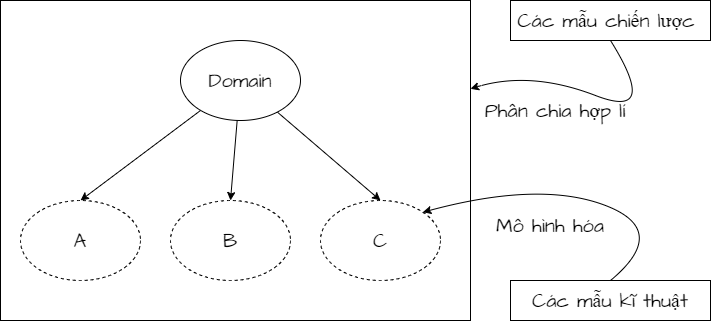 Các mẫu chiến lược
Domain
Phân chia hợp lí
A
B
C
Mô hình hóa
Các mẫu kĩ thuật